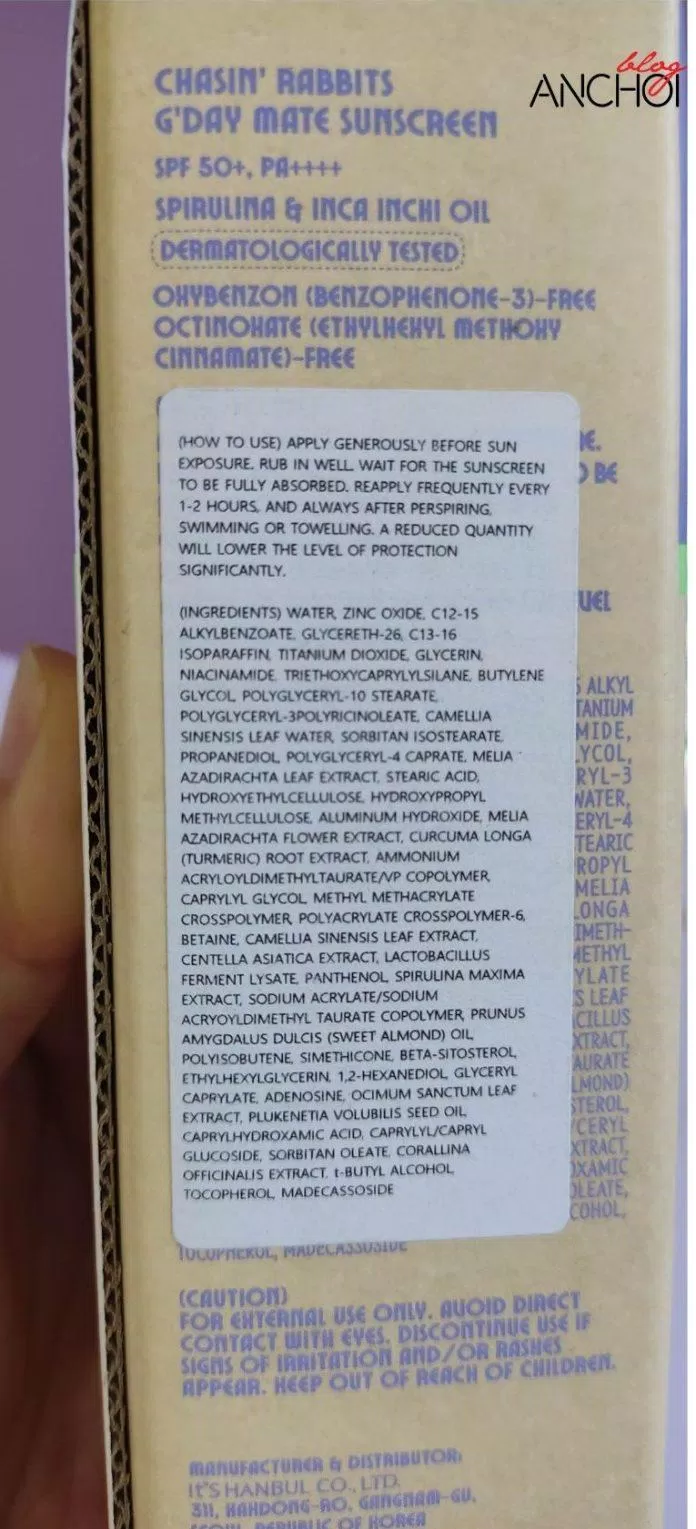 blog
ANCHOI
CHASIN' RABBITS
G'DAY MATE SUNSCREEN
SPF 50+, PA++++
SPIRULINA & INCA INCHI OIL
DERMATOLOGICALLY TESTED
OXYBENZON (BENZOPHENONE-3)-FREE
OCTINOXATE (ETHYLHEXYL METHOXY
CINNAMATE)-FREE
(HOW TO USE) APPLY GENEROUSLY BEFORE SUN
EXPOSURE. RUB IN WELL. WAIT FOR THE SUNSCREEN
TO BE FULLY ABSORBED. REAPPLY FREQUENTLY EVERY
1-2 HOURS, AND ALWAYS AFTER PERSPIRING,
SWIMMING OR TOWELLING. A REDUCED QUANTITY
WILL LOWER THE LEVEL OF PROTECTION
SIGNIFICANTLY.
(INGREDIENTS) WATER, ZINC OXIDE, C12-15
ALKYLBENZOATE, GLYCERETH-26, C13-16
ISOPARAFFIN, TITANIUM DIOXIDE, GLYCERIN,
NIACINAMIDE, TRIETHOXYCAPRYLYLSILANE, BUTYLENE
GLYCOL, POLYGLYCERYL-10 STEARATE,
POLYGLYCERYL-3POLYRICINOLEATE, CAMELLIA
SINENSIS LEAF WATER, SORBITAN ISOSTEARATE,
PROPANEDIOL, POLYGLYCERYL-4 CAPRATE, MELIA
AZADIRACHTA LEAF EXTRACT, STEARIC ACID,
HYDROXYETHYLCELLULOSE, HYDROXYPROPYL
METHYLCELLULOSE, ALUMINUM HYDROXIDE, MELIA
AZADIRACHTA FLOWER EXTRACT, CURCUMA LONGA
(TURMERIC) ROOT EXTRACT, AMMONIUM
ACRYLOYLDIMETHYLTAURATE/VP COPOLYMER,
CAPRYLYL GLYCOL, METHYL METHACRYLATE
CROSSPOLYMER, POLYACRYLATE CROSSPOLYMER-6,
BETAINE, CAMELLIA SINENSIS LEAF EXTRACT,
CENTELLA ASIATICA EXTRACT, LACTOBACILLUS
FERMENT LYSATE, PANTHENOL, SPIRULINA MAXIMA
EXTRACT, SODIUM ACRYLATE/SODIUM
ACRYOYLDIMETHYL TAURATE COPOLYMER, PRUNUS
AMYGDALUS DULCIS (SWEET ALMOND) OIL,
POLYISOBUTENE, SIMETHICONE, BETA-SITOSTEROL,
ETHYLHEXYLGLYCERIN, 1,2-HEXANEDIOL, GLYCERYL
CAPRYLATE, ADENOSINE, OCIMUM SANCTUM LEAF
EXTRACT, PLUKENETIA VOLUBILIS SEED OIL,
CAPRYLHYDROXAMIC ACID, CAPRYLYL/CAPRYL
GLUCOSIDE, SORBITAN OLEATE, CORALLINA
OFFICINALIS EXTRACT, t-BUTYL ALCOHOL,
TOCOPHEROL, MADECASSOSIDE
TOCOPHEROL, MADECASSOSIDE
(CAUTION)
FOR EXTERNAL USE ONLY. AVOID DIRECT
CONTACT WITH EYES. DISCONTINUE USE IF
SIGNS OF IRRITATION AND/OR RASHES
APPEAR. KEEP OUT OF REACH OF CHILDREN.
MANUFACTURER & DISTRIBUTOR:
IT'S HANBUL CO., LTD.
311, HAKDONG-RO, GANGNAM-GU,
SEOUL, REPUBLIC OF KOREA